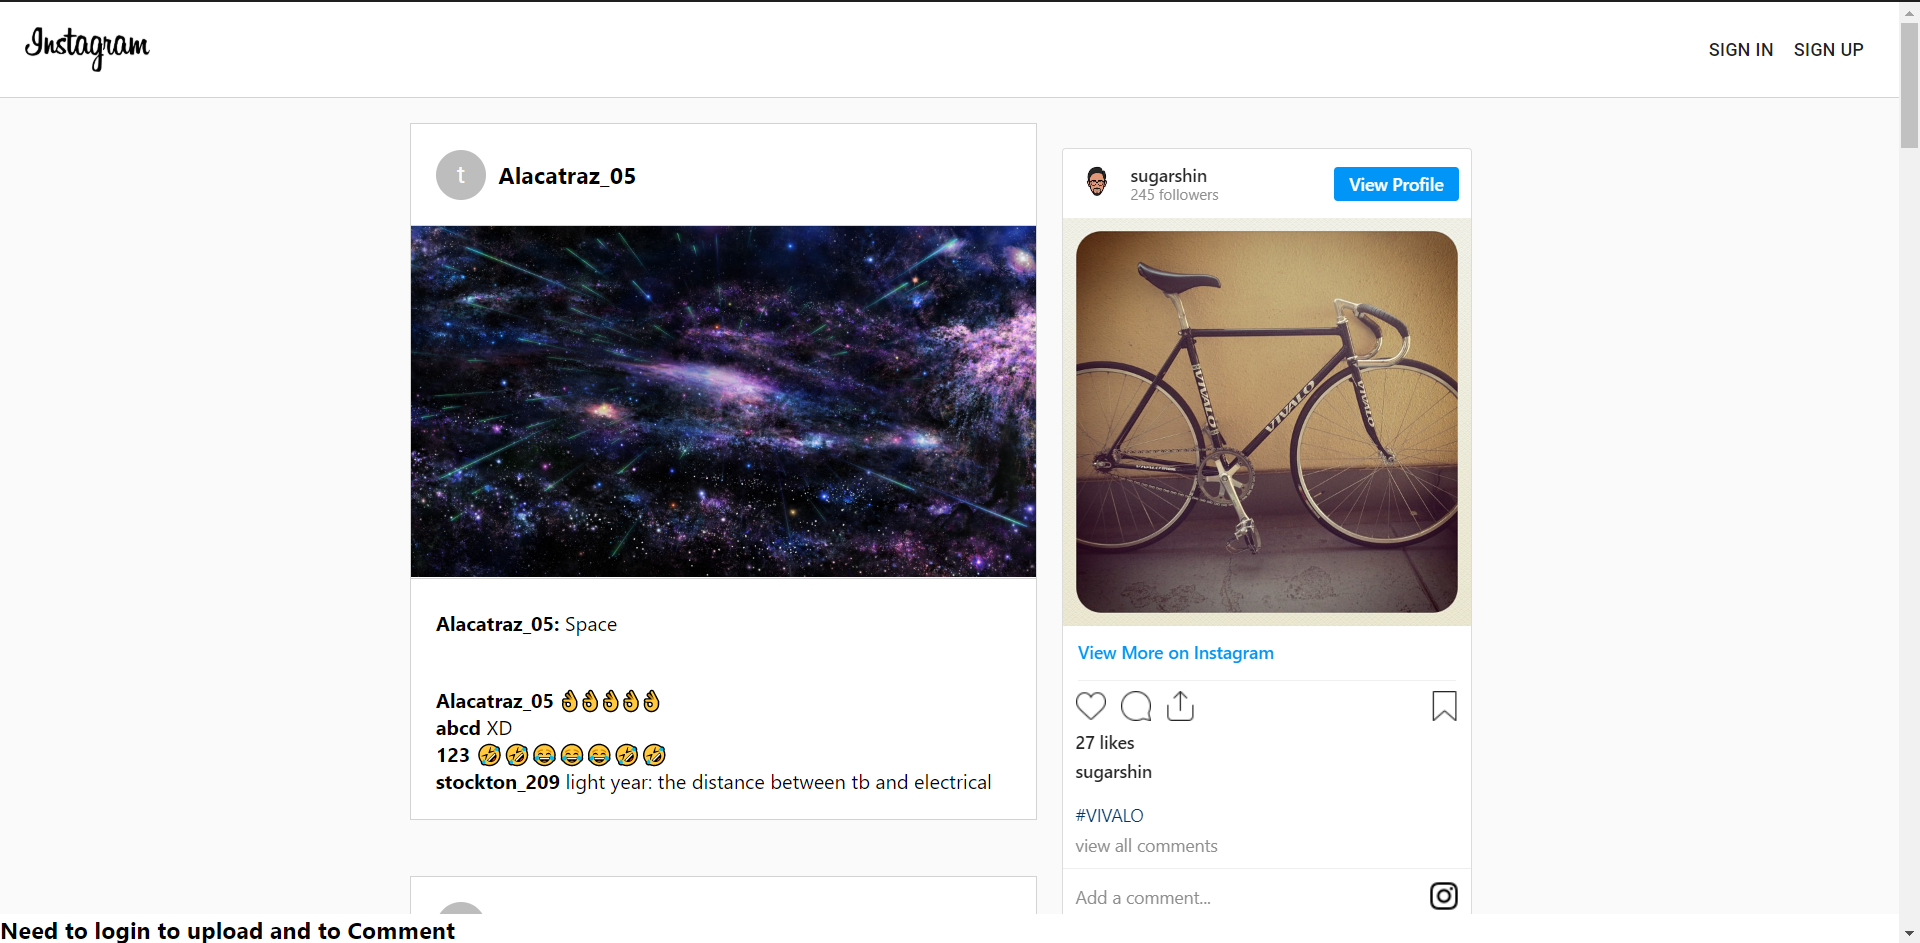 Instagram
SIGN IN SIGN UP
t Alacatraz_05
Alacatraz_05: Space
Alacatraz_05 👌👌👌👌👌
abcd XD
123 🤣🤣😂😂😂🤣🤣
stockton_209 light year: the distance between tb and electrical
sugarshin
245 followers
View Profile
VIVALO
VIVALO
VIVALO
View More on Instagram
27 likes
sugarshin
#VIVALO
view all comments
Add a comment...
Need to login to upload and to Comment